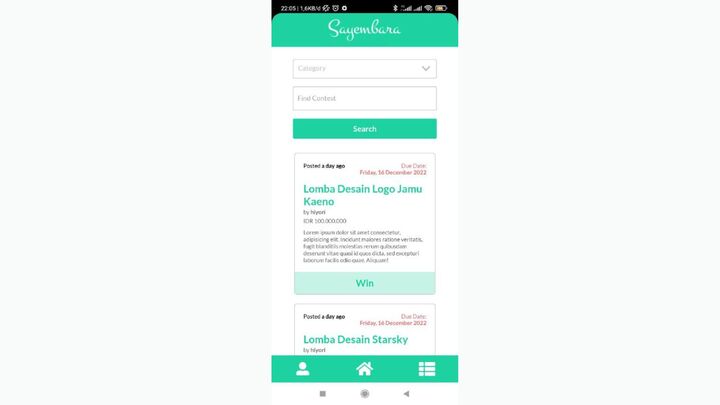 22:05 | 1,6KB/d
Sayembara
Category
Find Contest
Search
Posted a day ago
Due Date:
Friday, 16 December 2022
Lomba Desain Logo Jamu
Kaeno
by hiyori
IDR 100.000.000
Lorem ipsum dolor sit amet consectetur,
adipisicing elit. Incidunt maiores ratione veritatis,
fugit blanditiis molestias rerum quibusdam
deserunt vitae quasi id quos dicta, sed excepturi
laborum facilis odio quae. Aliquam!
Win
Posted a day ago
Due Date:
Friday, 16 December 2022
Lomba Desain Starsky
by hiyori